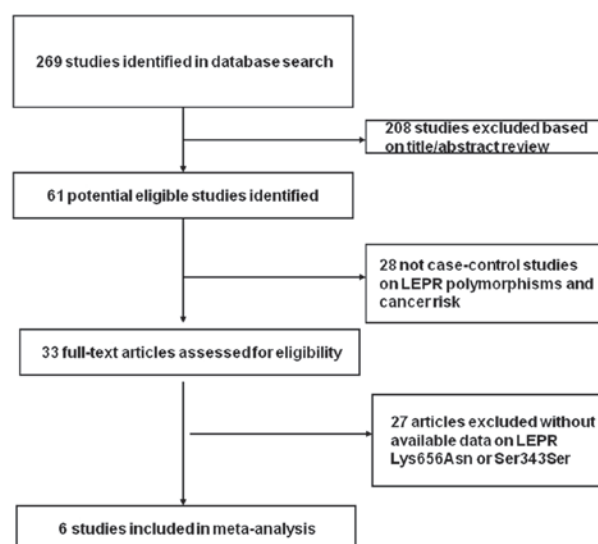 269 studies identified in database search
208 studies excluded based
on title/abstract review
61 potential eligible studies identified
28 not case-control studies
on LEPR polymorphisms and
cancer risk
33 full-text articles assessed for eligibility
27 articles excluded without
available data on LEPR
Lys656Asn or Ser343Ser
6 studies included in meta-analysis